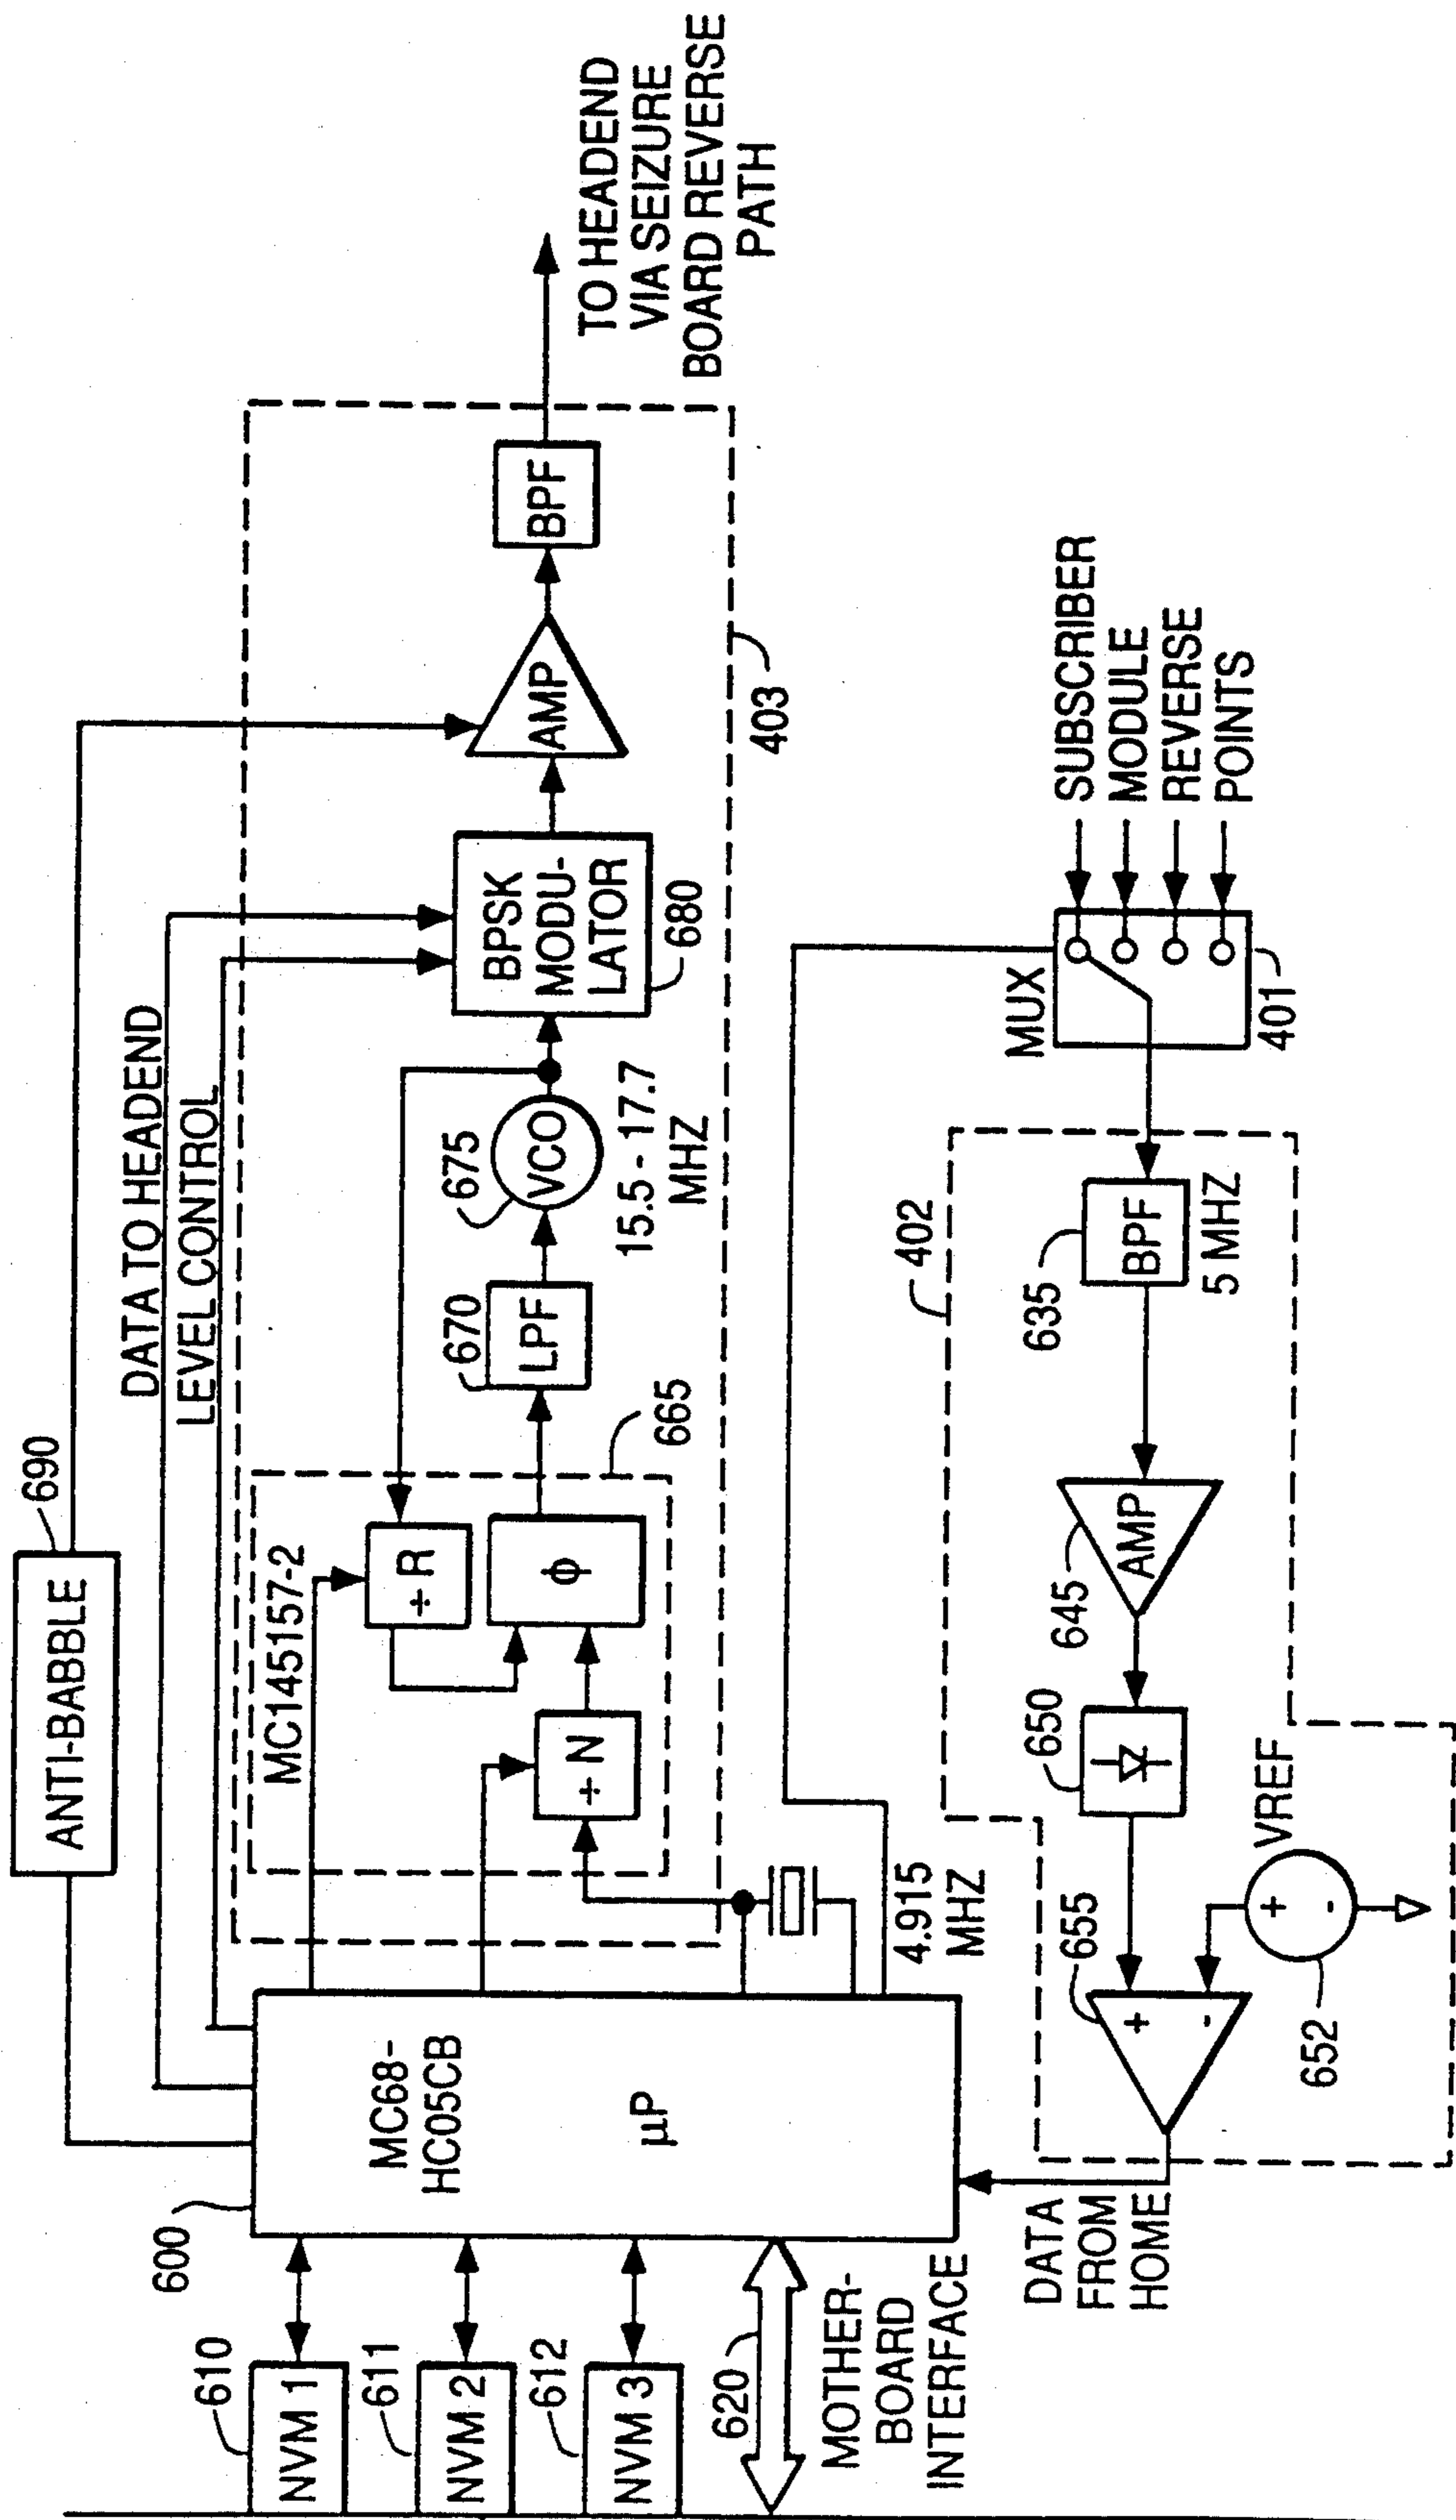 690
ANTI-BABBLE
DATA TO HEADEND
LEVEL CONTROL
TO HEADEND
VIA SEIZURE
BOARD REVERSE
PATH
MC145157-2
÷ R
ϕ
÷ N
665
670
LPF
675
VCO
15.5 - 17.7
MHZ
BPSK
MODU-
LATOR
680
AMP
BPF
403
600
MC68-
HC05CB
µP
610
NVM 1
611
NVM 2
612
NVM 3
620
MOTHER-
BOARD
INTERFACE
4.915
MHZ
DATA
FROM
HOME
655
+
-
VREF
+
-
652
650
645
AMP
402
635
BPF
5 MHZ
MUX
401
SUBSCRIBER
MODULE
REVERSE
POINTS